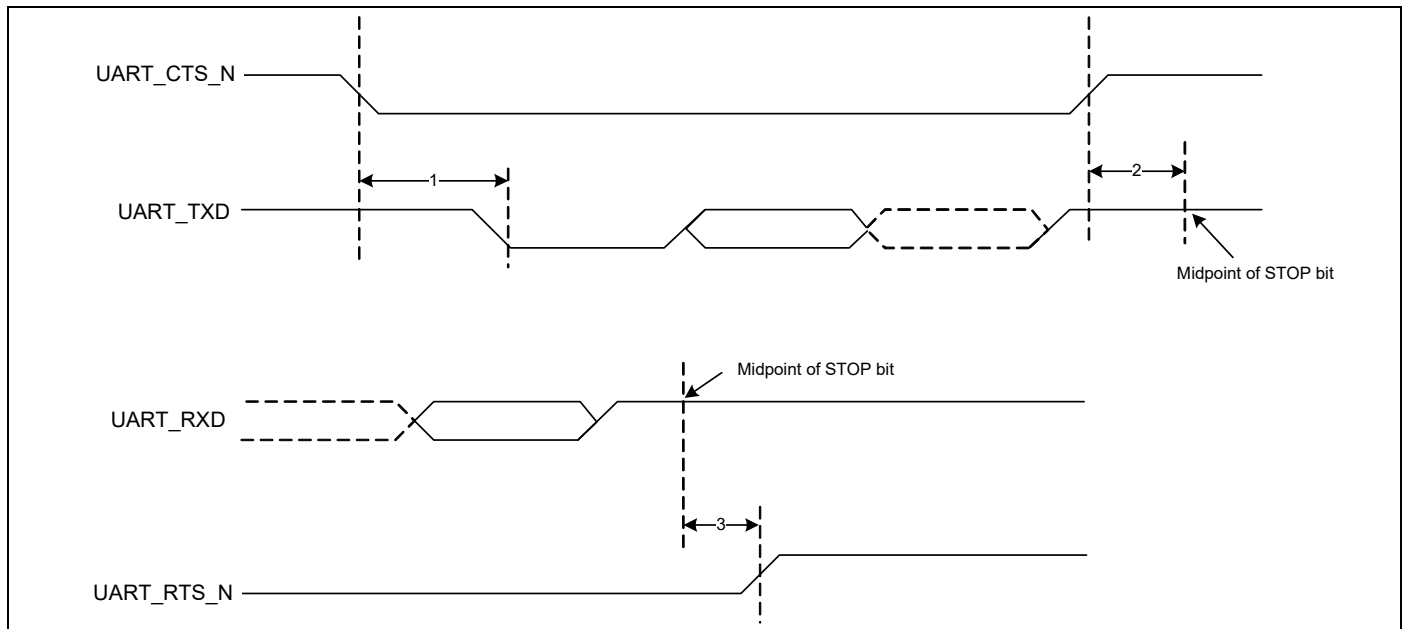 UART_CTS_N
1
2
UART_TXD
Midpoint of STOP bit
Midpoint of STOP bit
UART_RXD
3
UART_RTS_N